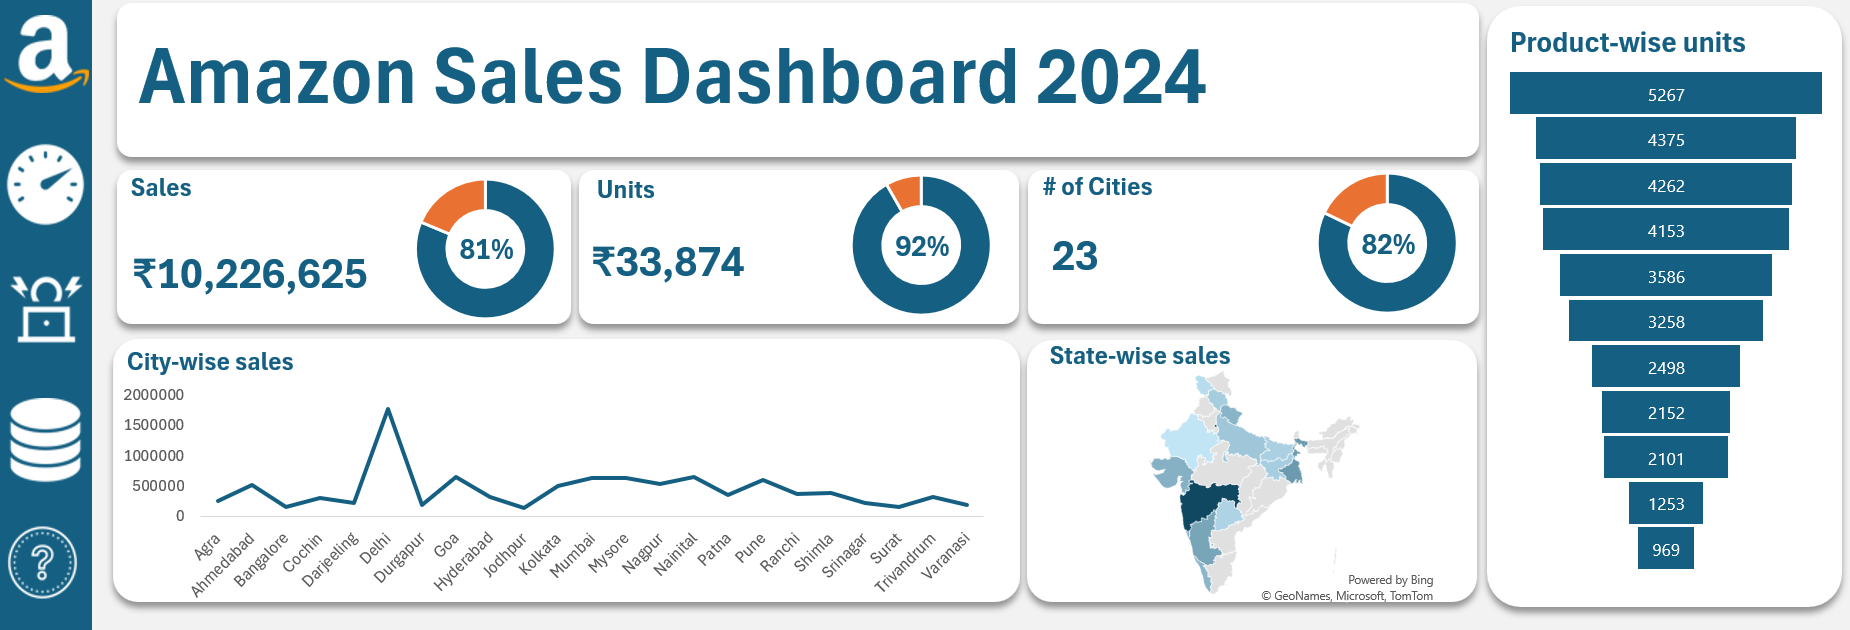 a
Amazon Sales Dashboard 2024
Sales
₹10,226,625
81%
Units
₹33,874
92%
# of Cities
23
82%
City-wise sales
2000000
1500000
1000000
500000
0
Agra
Ahmedabad
Bangalore
Cochin
Darjeeling
Delhi
Durgapur
Goa
Hyderabad
Jodhpur
Kolkata
Mumbai
Mysore
Nagpur
Nainital
Patna
Pune
Ranchi
Shimla
Srinagar
Surat
Trivandrum
Varanasi
State-wise sales
Powered by Bing
© GeoNames, Microsoft, TomTom
Product-wise units
5267
4375
4262
4153
3586
3258
2498
2152
2101
1253
969
?